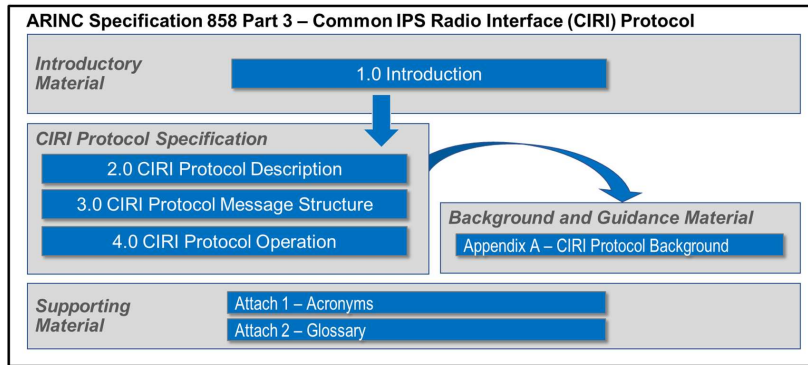 ARINC Specification 858 Part 3 – Common IPS Radio Interface (CIRI) Protocol
Introductory
Material
1.0 Introduction
CIRI Protocol Specification
2.0 CIRI Protocol Description
3.0 CIRI Protocol Message Structure
4.0 CIRI Protocol Operation
Background and Guidance Material
Appendix A – CIRI Protocol Background
Supporting
Material
Attach 1 – Acronyms
Attach 2 – Glossary